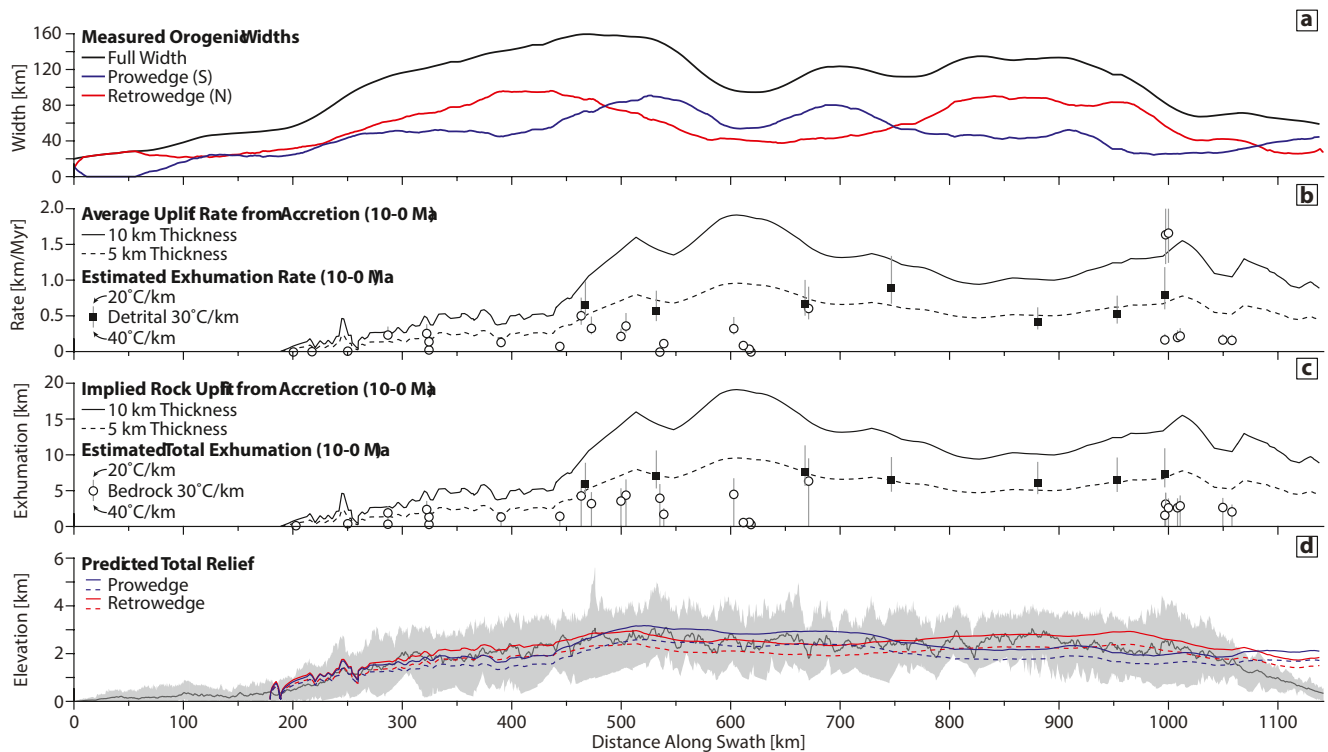 a
Measured Orogenic Widths
Full Width
Prowedge (S)
Retrowedge (N)
Width [km]
160
120
80
40
0
b
Average Uplift Rate from Accretion (10-0 Ma)
10 km Thickness
5 km Thickness
Estimated Exhumation Rate (10-0 Ma)
20˚C/km
Detrital 30˚C/km
40˚C/km
Rate [km/Myr]
2.0
1.5
1.0
0.5
0
c
Implied Rock Uplift from Accretion (10-0 Ma)
10 km Thickness
5 km Thickness
Estimated Total Exhumation (10-0 Ma)
20˚C/km
Bedrock 30˚C/km
40˚C/km
Exhumation [km]
20
15
10
5
0
d
Predicted Total Relief
Prowedge
Retrowedge
Elevation [km]
6
4
2
0
0 100 200 300 400 500 600 700 800 900 1000 1100
Distance Along Swath [km]